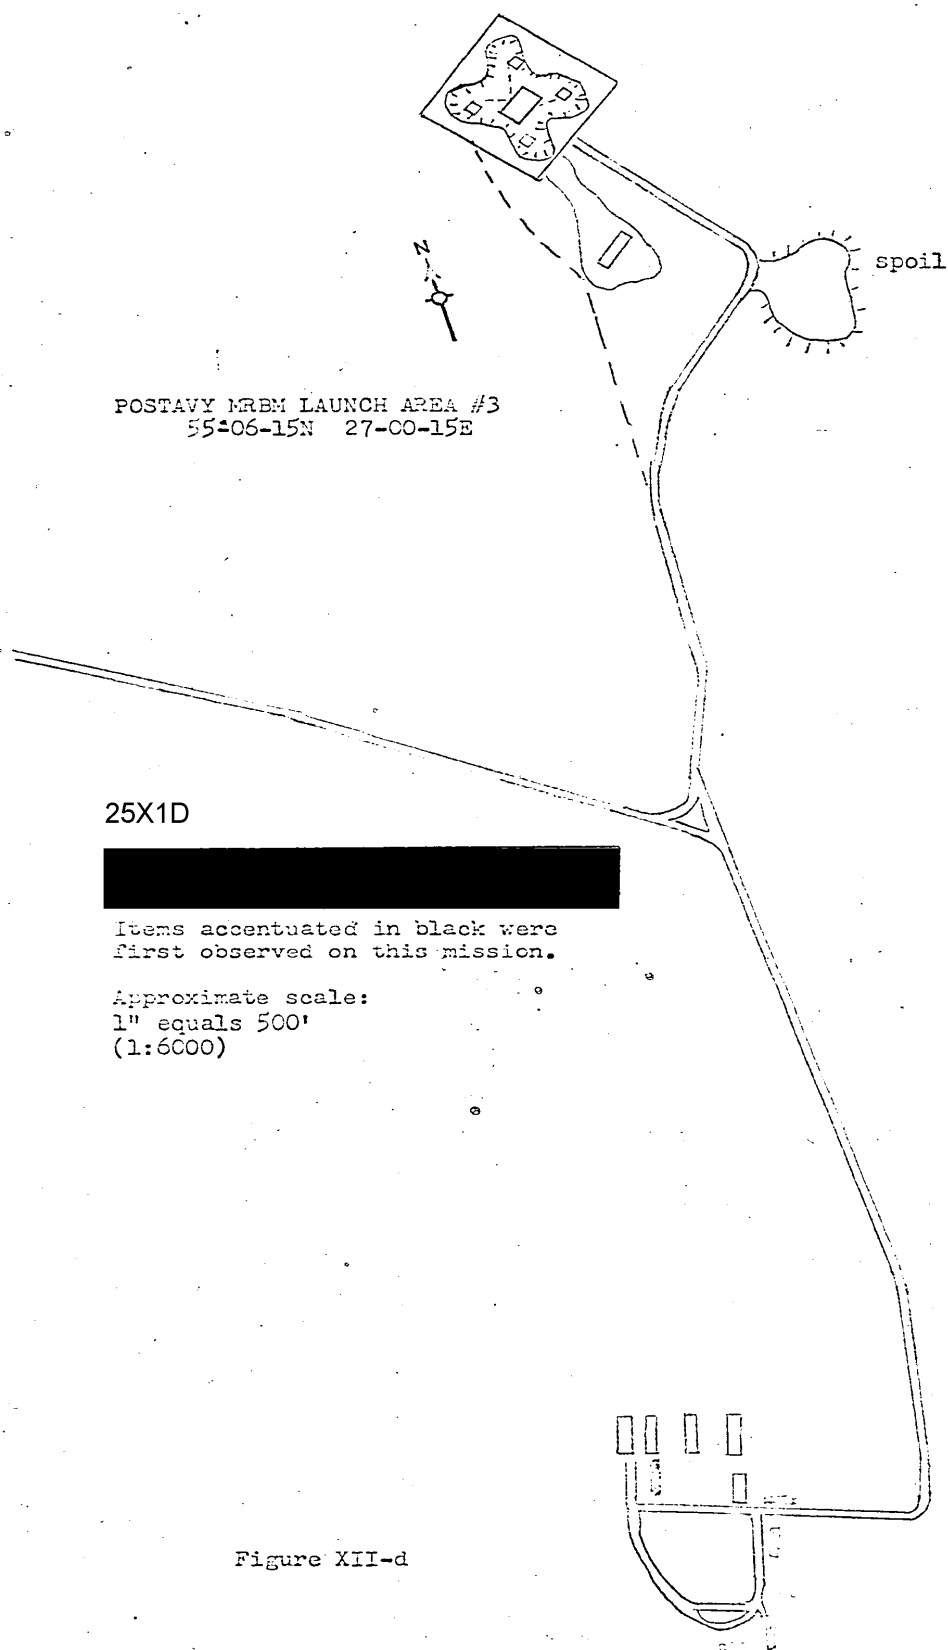 N
spoil
POSTAVY MRBM LAUNCH AREA #3
55-06-15N 27-00-15E
25X1D
Items accentuated in black were
first observed on this mission.
Approximate scale:
1" equals 500'
(1:6000)
Figure XII-d